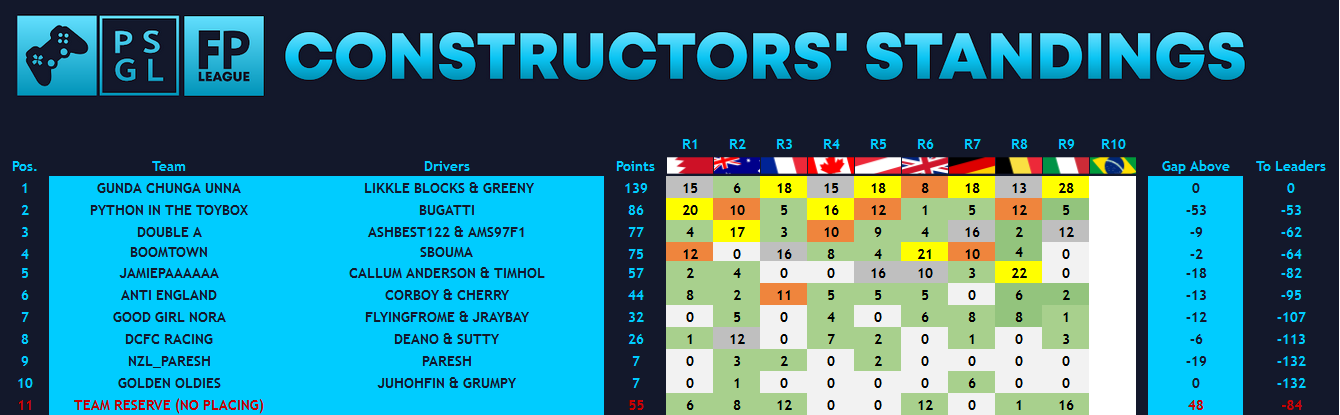 PS
GL
FP
LEAGUE
CONSTRUCTORS' STANDINGS
R1 R2 R3 R4 R5 R6 R7 R8 R9 R10
Pos. Team Drivers Points Gap Above To Leaders
1 GUNDA CHUNGA UNNA LIKKLE BLOCKS & GREENY 139 15 6 18 15 18 8 18 13 28 0 0
2 PYTHON IN THE TOYBOX BUGATTI 86 20 10 5 16 12 1 5 12 5 -53 -53
3 DOUBLE A ASHBEST122 & AMS97F1 77 4 17 3 10 9 4 16 2 12 -9 -62
4 BOOMTOWN SBOUMA 75 12 0 16 8 4 21 10 4 0 -2 -64
5 JAMIEPAAAAAA CALLUM ANDERSON & TIMHOL 57 2 4 0 0 16 10 3 22 0 -18 -82
6 ANTI ENGLAND CORBOY & CHERRY 44 8 2 11 5 5 5 0 6 2 -13 -95
7 GOOD GIRL NORA FLYINGFROME & JRAYBAY 32 0 5 0 4 0 6 8 8 1 -12 -107
8 DCFC RACING DEANO & SUTTY 26 1 12 0 7 2 0 1 0 3 -6 -113
9 NZL_PARESH PARESH 7 0 3 2 0 2 0 0 0 0 -19 -132
10 GOLDEN OLDIES JUHOHFIN & GRUMPY 7 0 1 0 0 0 0 6 0 0 0 -132
11 TEAM RESERVE (NO PLACING) 55 6 8 12 0 0 12 0 1 16 48 -84